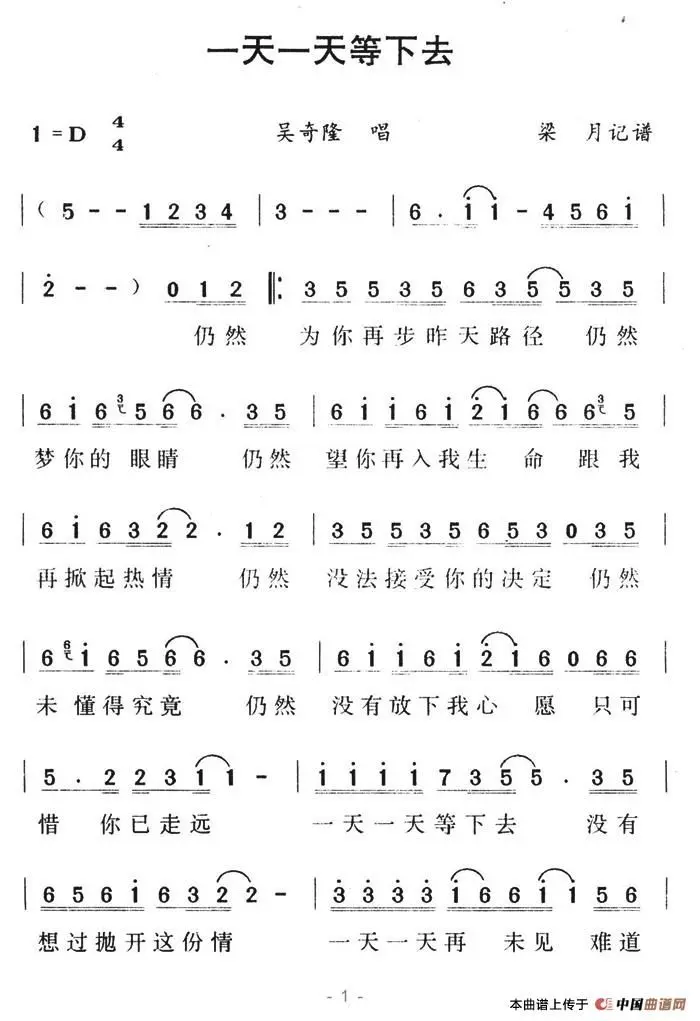 一天一天等下去
1=D 4/4 吴奇隆 唱 梁 月记谱
| ( 5 - - 1 2 3 4 | 3 - - - | 6 . i i - 4 5 6 i |
2 - - ) 0 1 2 ‖: 3 5 5 3 5 6 3 5 5 5 3 5 |
仍然 为你再步昨天路径 仍然
| 6 i 6 3 5 6 6 . 3 5 | 6 i i 6 i 2 i 6 6 6 3 5
梦你的 眼睛 仍然 望你再入我生 命 跟我
| 6 i 6 3 2 2 . 1 2 | 3 5 5 3 5 6 5 3 0 3 5 |
再掀起热情 仍然 没法接受你的决定 仍然
| 6 6 i 6 5 6 6 . 3 5 | 6 i i 6 i 2 i 6 0 6 6 |
未 懂得究竟 仍然 没有放下我心 愿 只可
| 5 . 2 2 3 i i - | i i i i 7 3 5 5 . 3 5 |
惜 你已走远 一天一天等下去 没有
| 6 5 6 i 6 3 2 2 - | 3 3 3 3 i 6 6 i i 5 6 |
想过抛开这份情 一天一天再 未见 难道
- 1 -
本曲谱上传于 中国曲谱网